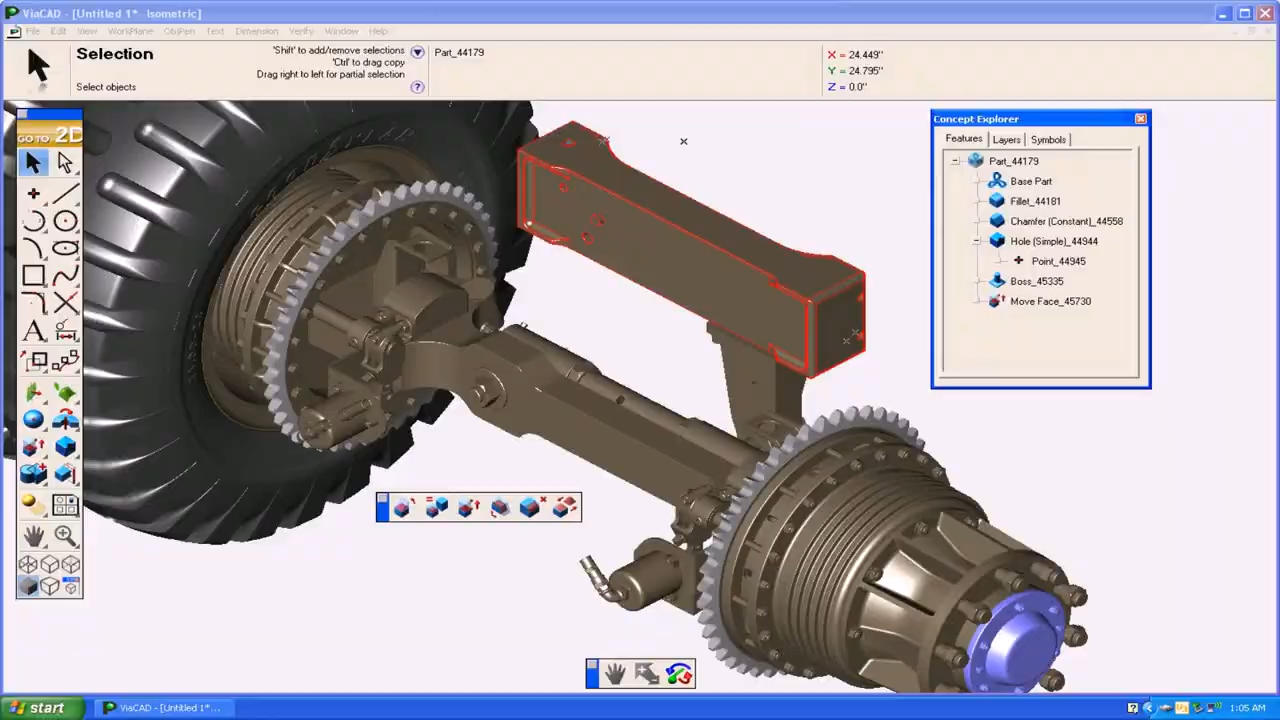 ViaCAD - [Untitled 1* Isometric]
File Edit View WorkPlane ObjPen Text Dimension Verify Window Help
Selection
Select objects
'Shift' to add/remove selections
'Ctrl' to drag copy
Drag right to left for partial selection
?
Part_44179
X = 24.449"
Y = 24.795"
Z = 0.0"
GO TO 2D
A
Concept Explorer
Features Layers Symbols
Part_44179
Base Part
Fillet_44181
Chamfer (Constant)_44558
Hole (Simple)_44944
Point_44945
Boss_45335
Move Face_45730
start
ViaCAD - [Untitled 1*...
1:05 AM